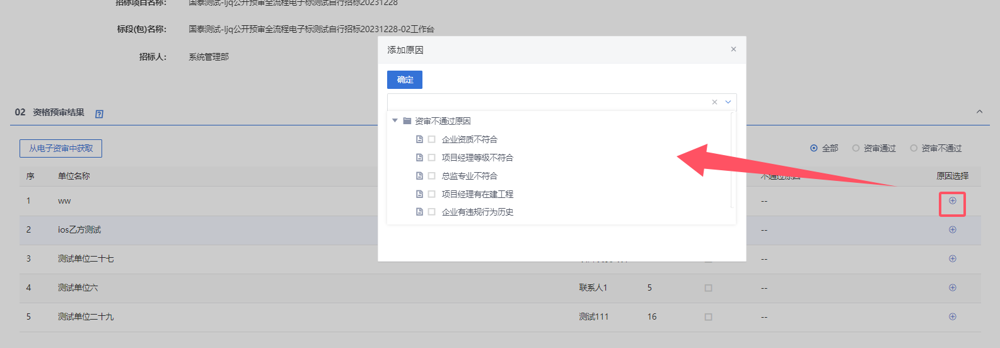 招标项目名称： 国泰测试-ljq公开预审全流程电子标测试自行招标20231228
标段(包)名称： 国泰测试-ljq公开预审全流程电子标测试自行招标20231228-02工作台
招标人： 系统管理部
添加原因
确定
资审不通过原因
企业资质不符合
项目经理等级不符合
总监专业不符合
项目经理有在建工程
企业有违规行为历史
02 资格预审结果
从电子资审中获取
全部 资审通过 资审不通过
序 单位名称 不通过原因 原因选择
1 ww --
2 ios乙方测试 --
3 测试单位二十七 --
4 测试单位六 联系人1 5 --
5 测试单位二十九 测试111 16 --